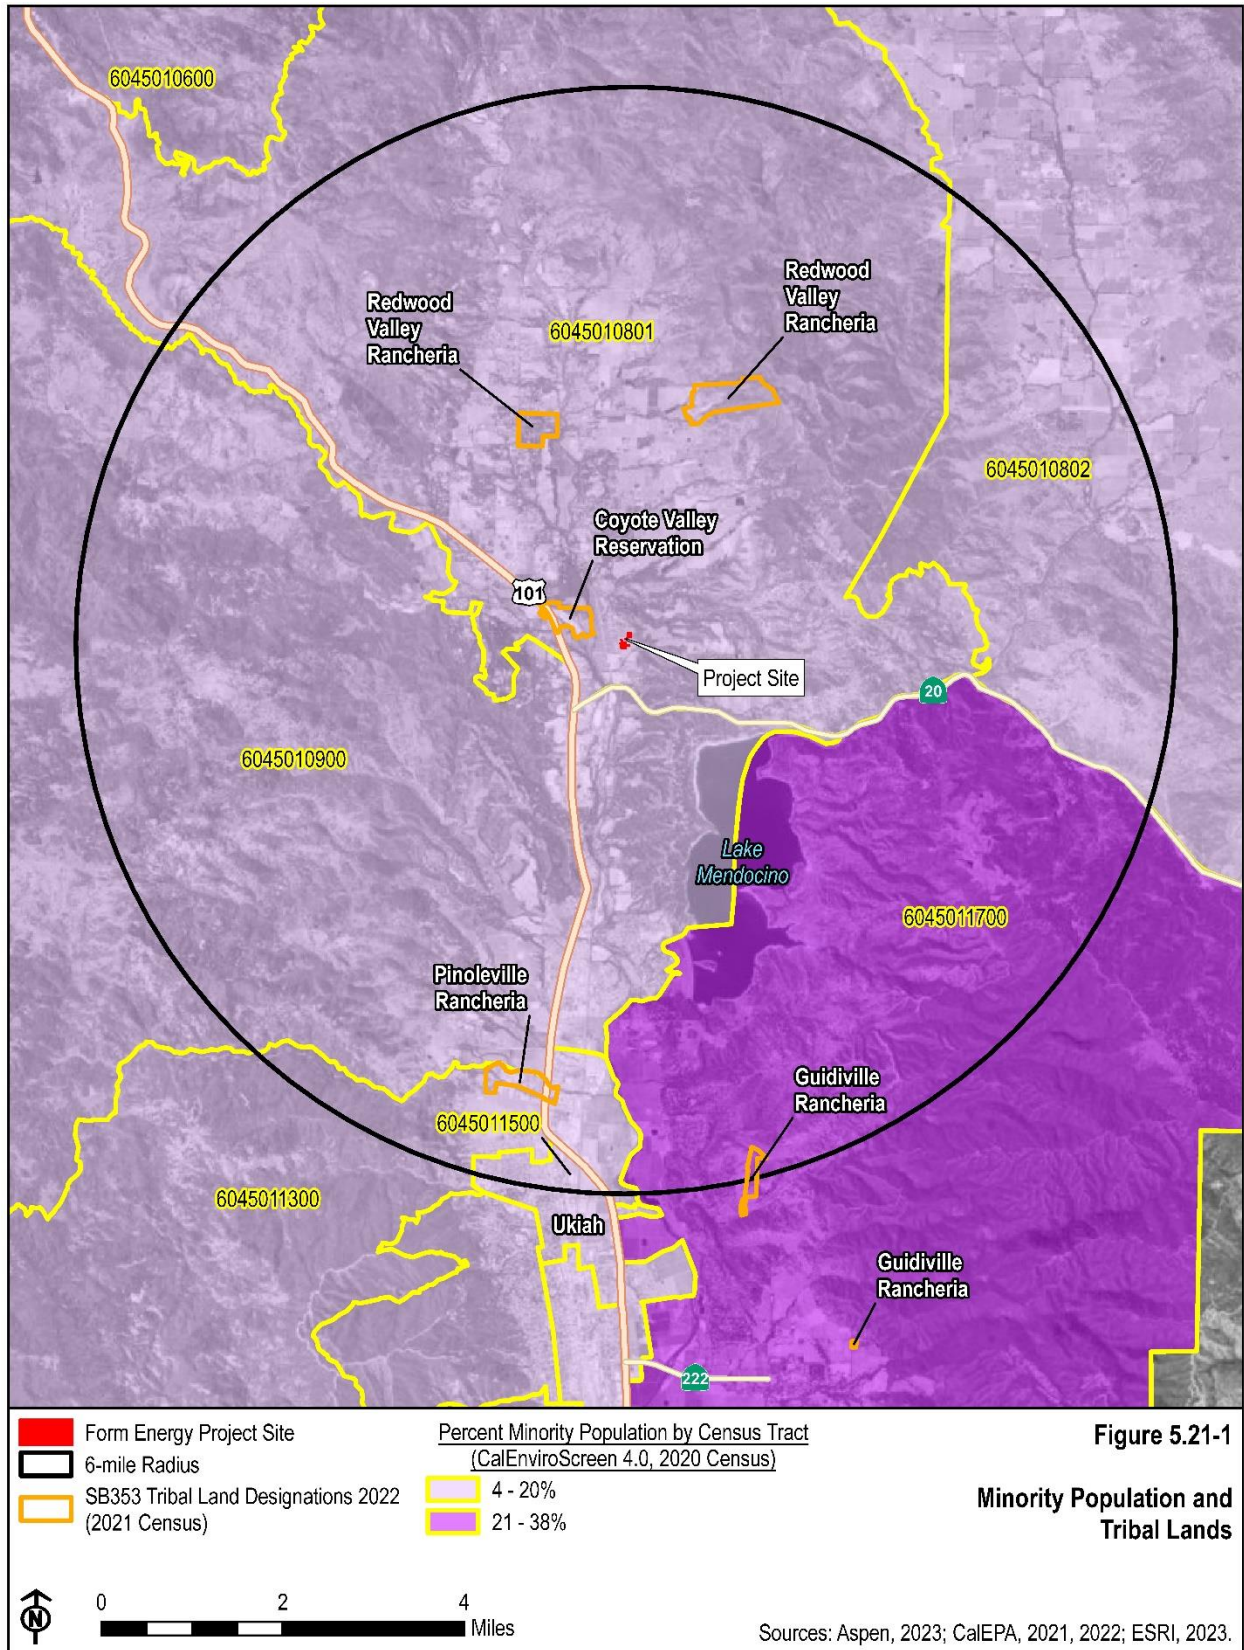 6045010600
Redwood
Valley
Rancheria
Redwood
Valley
Rancheria
6045010801
6045010802
Coyote Valley
Reservation
101
Project Site
20
6045010900
Lake
Mendocino
6045011700
Pinoleville
Rancheria
Guidiville
Rancheria
6045011500
6045011300
Ukiah
Guidiville
Rancheria
222
Form Energy Project Site
6-mile Radius
SB353 Tribal Land Designations 2022
(2021 Census)
Percent Minority Population by Census Tract
(CalEnviroScreen 4.0, 2020 Census)
4 - 20%
21 - 38%
Figure 5.21-1
Minority Population and
Tribal Lands
N
0 2 4
Miles
Sources: Aspen, 2023; CalEPA, 2021, 2022; ESRI, 2023.